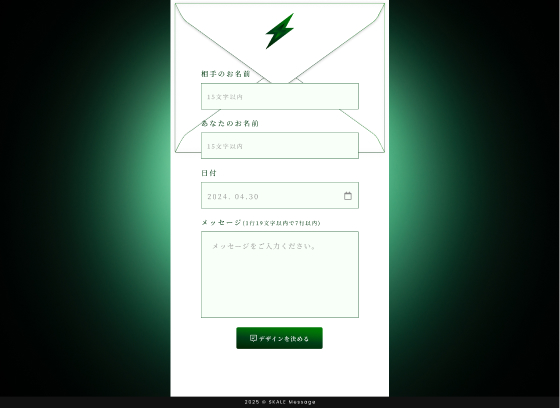 相手のお名前
15文字以内
あなたのお名前
15文字以内
日付
2024. 04.30
メッセージ(1行19文字以内で7行以内)
メッセージをご入力ください。
デザインを決める
2025 © SKALE Message